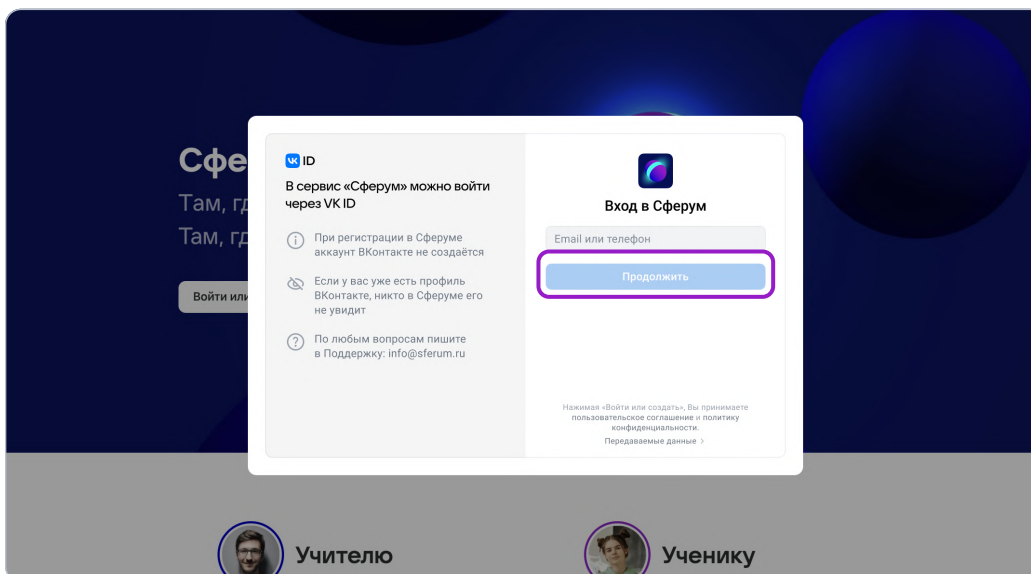 Сфе
Там, гд
Там, гд
Войти или
VK ID
В сервис «Сферум» можно войти
через VK ID
При регистрации в Сферуме
аккаунт ВКонтакте не создаётся
Если у вас уже есть профиль
ВКонтакте, никто в Сферуме его
не увидит
По любым вопросам пишите
в Поддержку: info@sferum.ru
Вход в Сферум
Email или телефон
Продолжить
Нажимая «Войти или создать», Вы принимаете
пользовательское соглашение и политику
конфиденциальности.
Передаваемые данные >
Учителю
Ученику